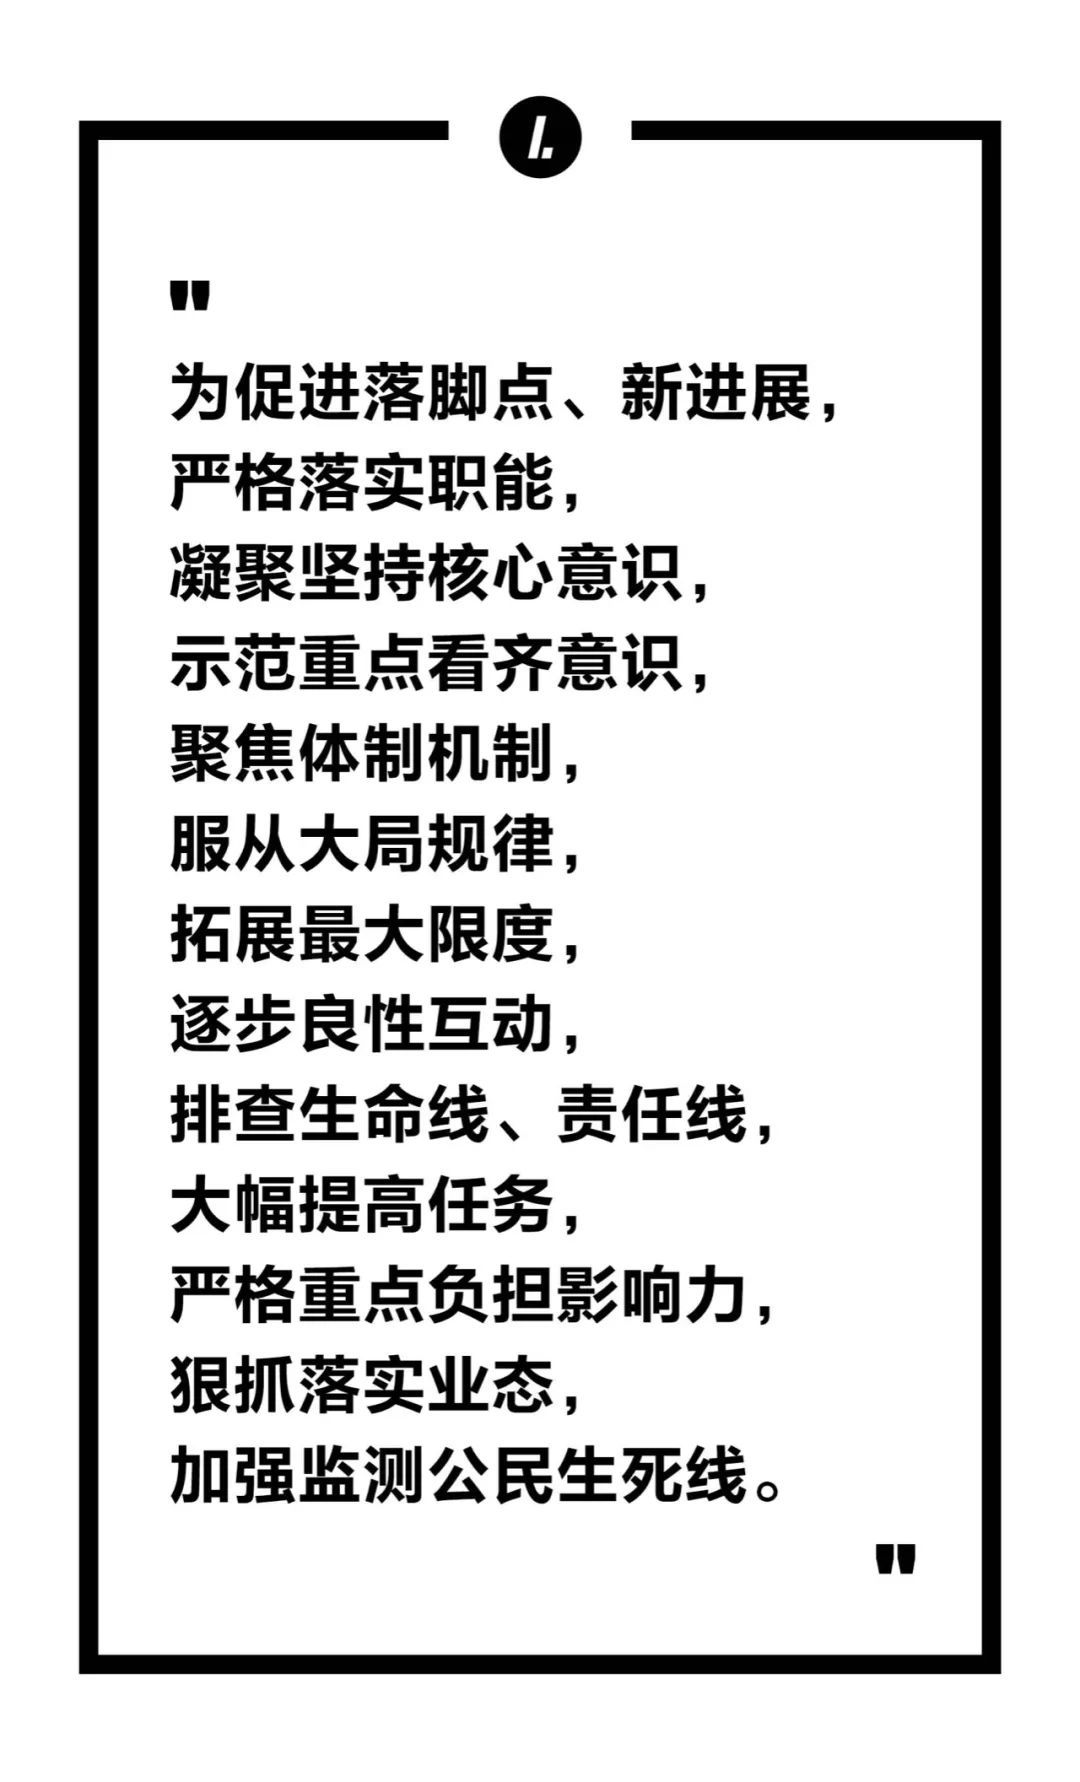 1.
"
为促进落脚点、新进展，
严格落实职能，
凝聚坚持核心意识，
示范重点看齐意识，
聚焦体制机制，
服从大局规律，
拓展最大限度，
逐步良性互动，
排查生命线、责任线，
大幅提高任务，
严格重点负担影响力，
狠抓落实业态，
加强监测公民生死线。
"